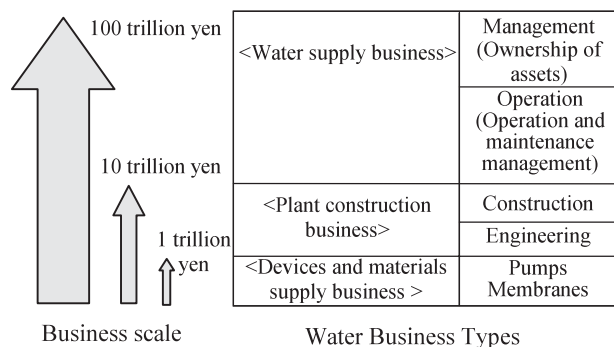 100 trillion yen
10 trillion yen
1 trillion
yen
Business scale
<Water supply business>
Management
(Ownership of
assets)
Operation
(Operation and
maintenance
management)
<Plant construction
business>
Construction
Engineering
<Devices and materials
supply business >
Pumps
Membranes
Water Business Types